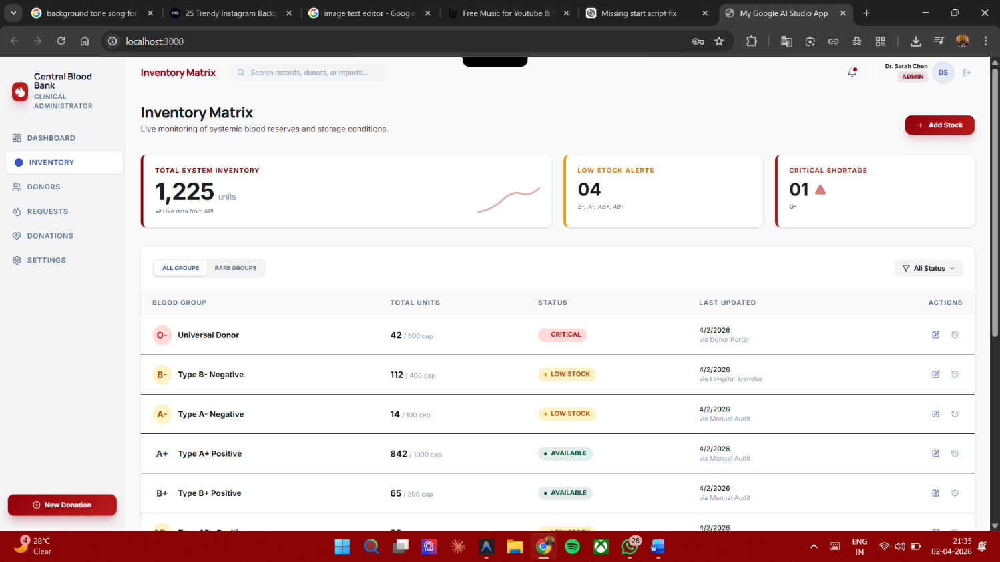 background tone song for
25 Trendy Instagram Backg
image text editor - Google
Free Music for Youtube &
Missing start script fix
My Google AI Studio App
localhost:3000
Central Blood
Bank
CLINICAL
ADMINISTRATOR
DASHBOARD
INVENTORY
DONORS
REQUESTS
DONATIONS
SETTINGS
New Donation
Inventory Matrix
Search records, donors, or reports...
Dr. Sarah Chen
ADMIN
DS
Inventory Matrix
Live monitoring of systemic blood reserves and storage conditions.
+ Add Stock
TOTAL SYSTEM INVENTORY
1,225 units
Live data from API
LOW STOCK ALERTS
04
B-, A-, AB+, AB-
CRITICAL SHORTAGE
01
O-
ALL GROUPS RARE GROUPS
All Status
BLOOD GROUP TOTAL UNITS STATUS LAST UPDATED ACTIONS
O- Universal Donor 42 / 500 cap CRITICAL 4/2/2026
via Donor Portal
B- Type B- Negative 112 / 400 cap LOW STOCK 4/2/2026
via Hospital Transfer
A- Type A- Negative 14 / 100 cap LOW STOCK 4/2/2026
via Manual Audit
A+ Type A+ Positive 842 / 1000 cap AVAILABLE 4/2/2026
via Manual Audit
B+ Type B+ Positive 65 / 200 cap AVAILABLE 4/2/2026
via Manual Audit
4/2/2026
4
28°C
Clear
28
ENG
IN
21:35
02-04-2026